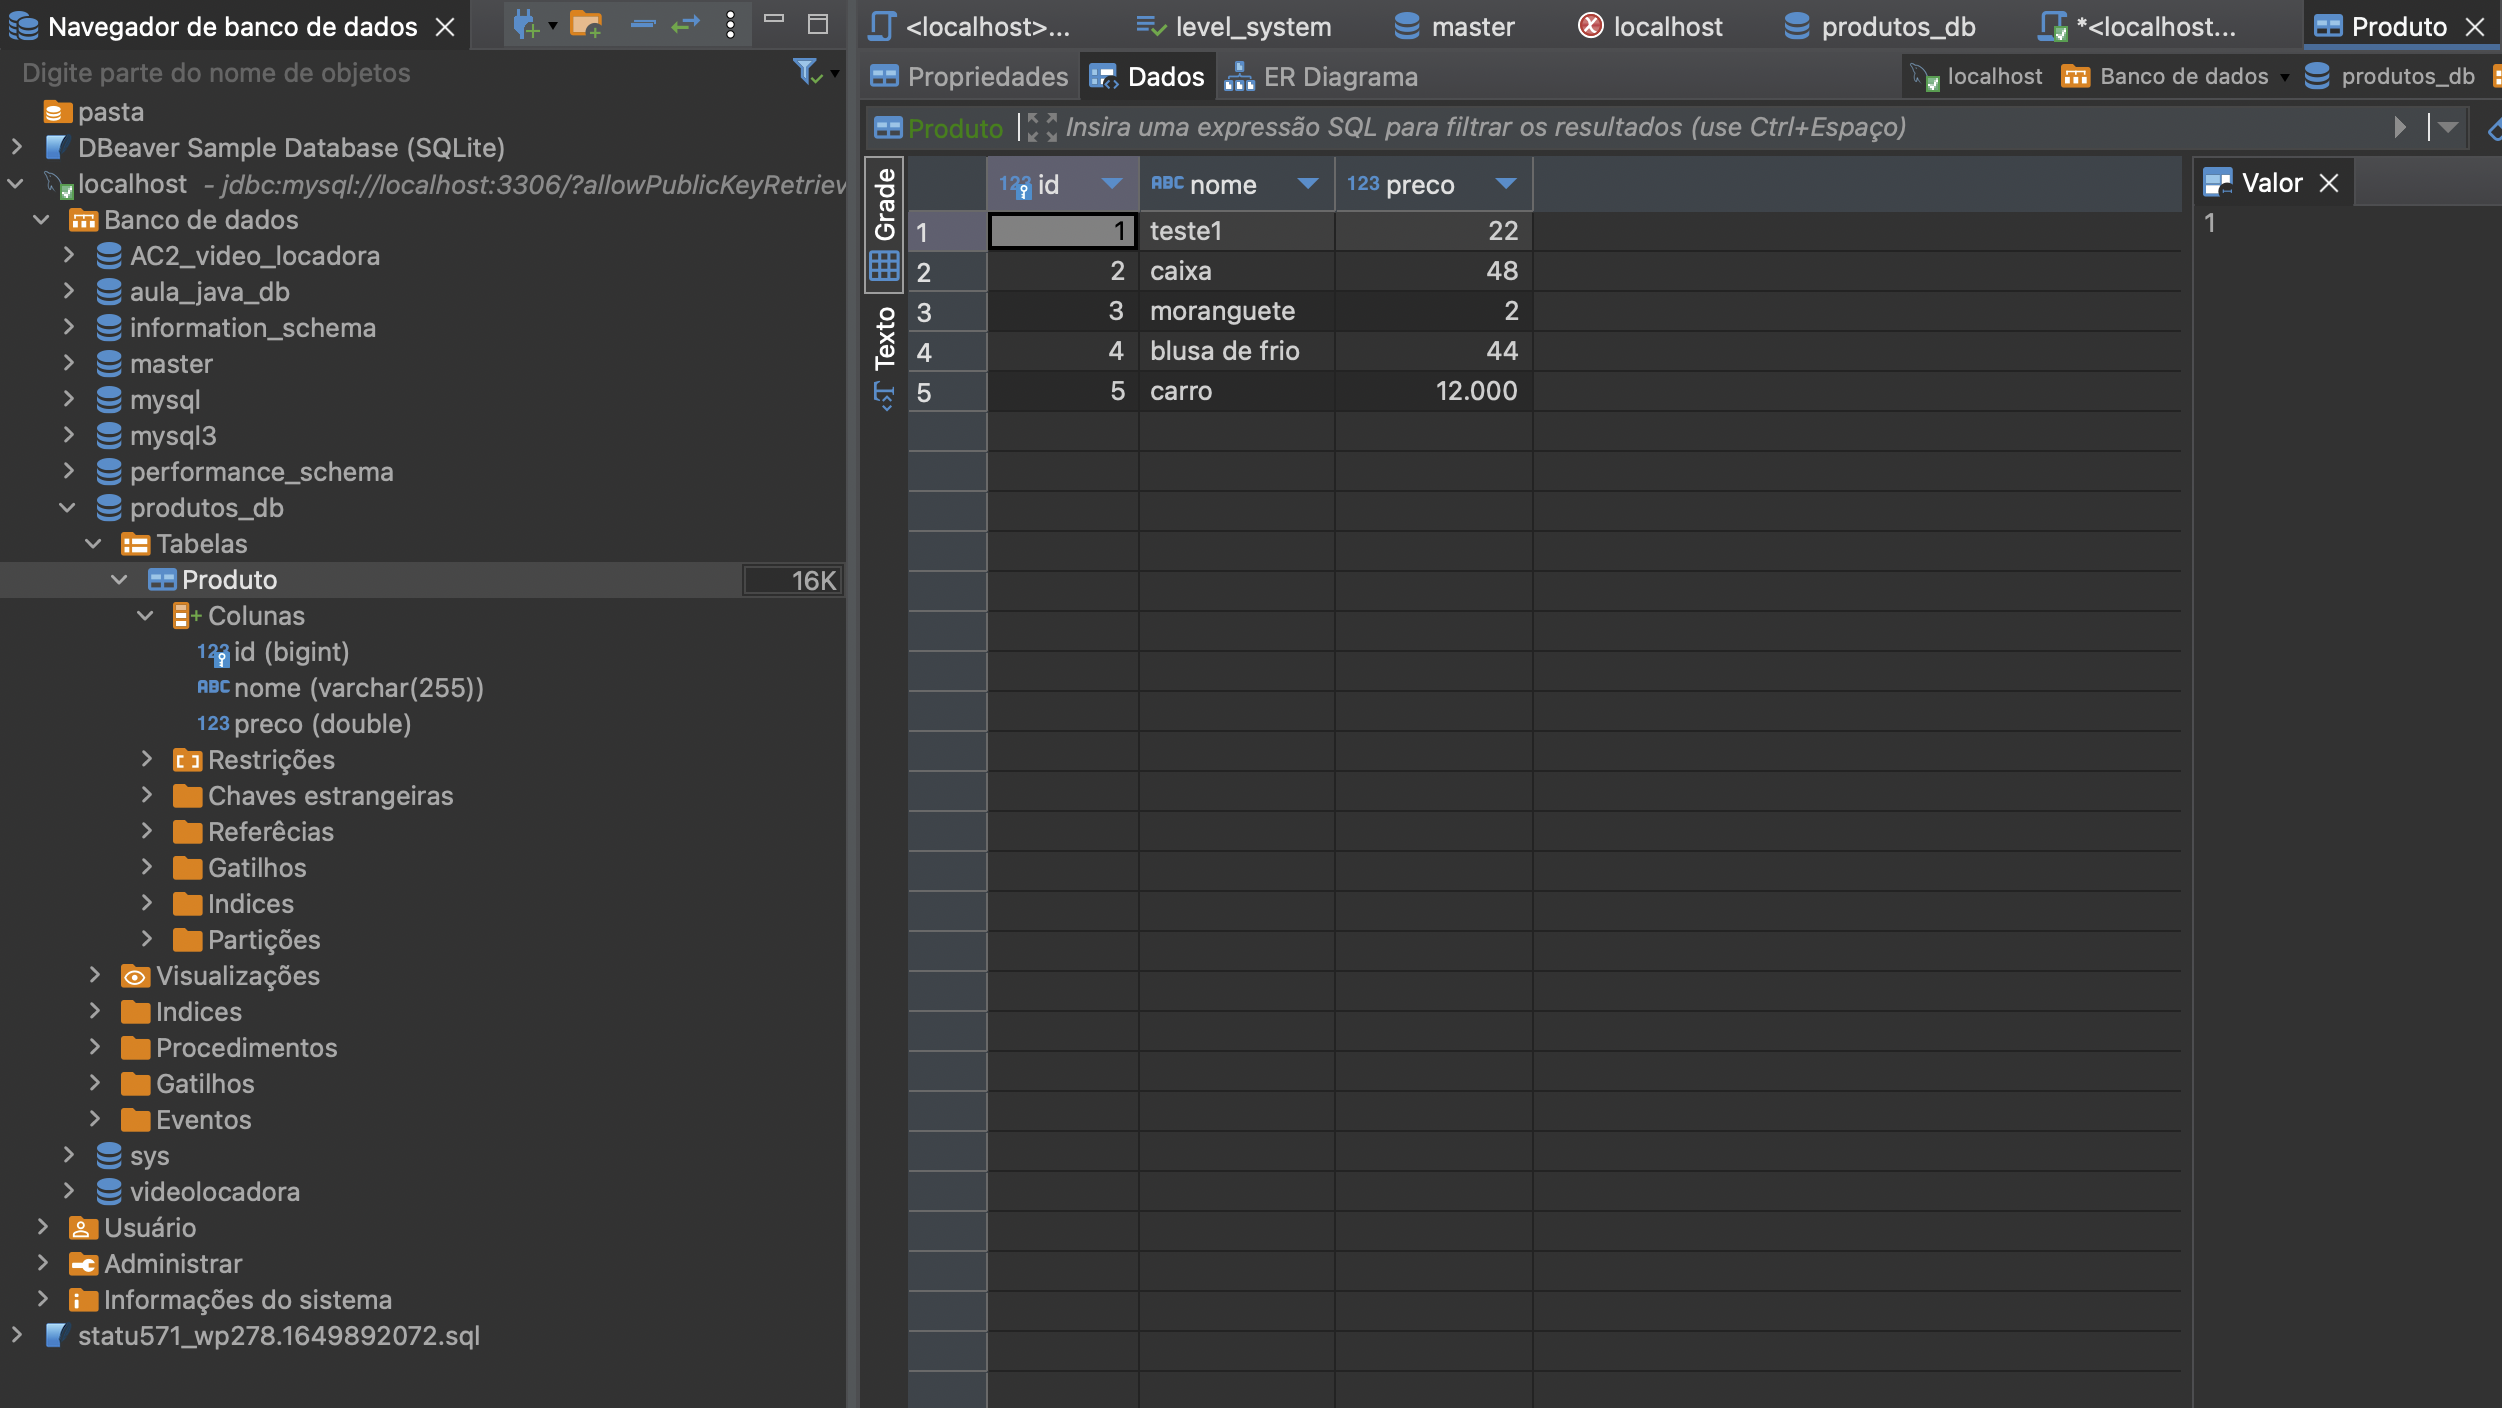 Navegador de banco de dados
Digite parte do nome de objetos
pasta
DBeaver Sample Database (SQLite)
localhost - jdbc:mysql://localhost:3306/?allowPublicKeyRetriev
Banco de dados
AC2_video_locadora
aula_java_db
information_schema
master
mysql
mysql3
performance_schema
produtos_db
Tabelas
Produto 16K
Colunas
123 id (bigint)
ABC nome (varchar(255))
123 preco (double)
Restrições
Chaves estrangeiras
Referêcias
Gatilhos
Indices
Partições
Visualizações
Indices
Procedimentos
Gatilhos
Eventos
sys
videolocadora
Usuário
Administrar
Informações do sistema
statu571_wp278.1649892072.sql
<localhost>... level_system master localhost produtos_db *<localhost... Produto
Propriedades Dados ER Diagrama localhost Banco de dados produtos_db
Produto Insira uma expressão SQL para filtrar os resultados (use Ctrl+Espaço)
Grade
Texto
123 id ABC nome 123 preco
1 1 teste1 22
2 2 caixa 48
3 3 moranguete 2
4 4 blusa de frio 44
5 5 carro 12.000
Valor
1